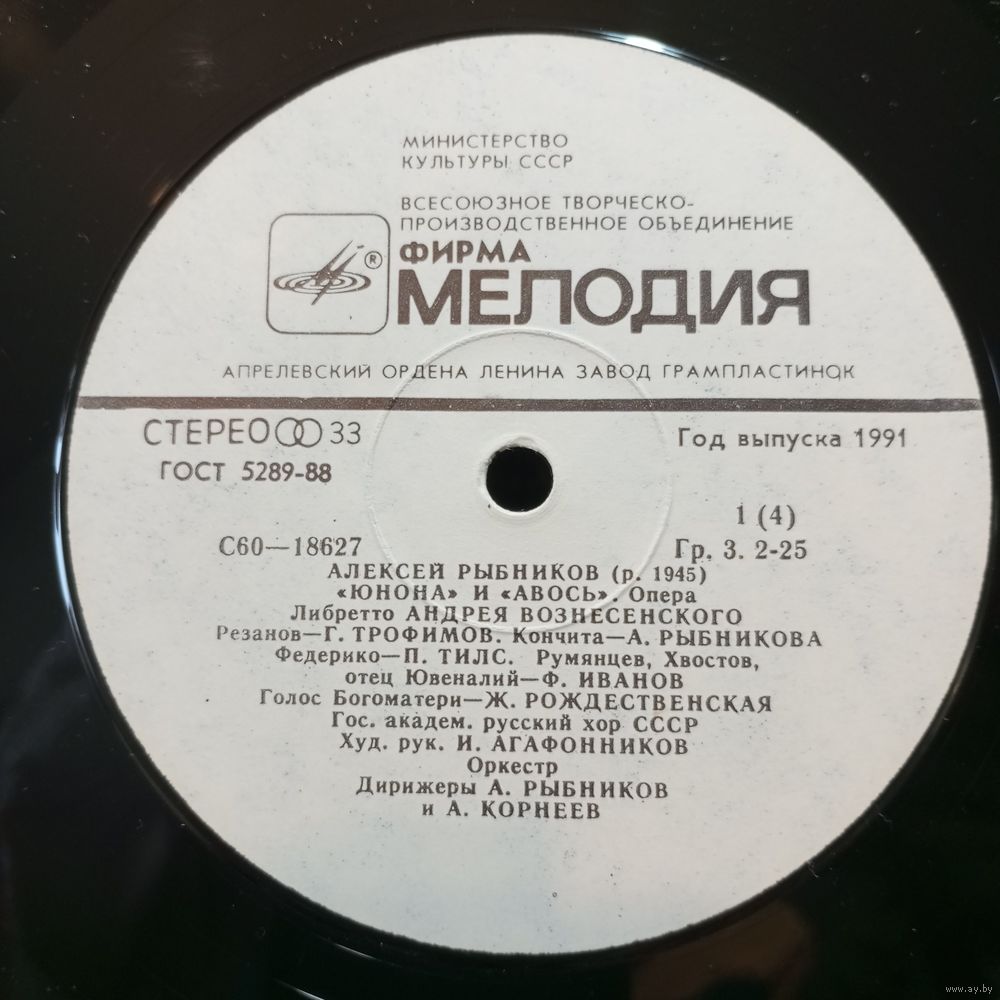 МИНИСТЕРСТВО
КУЛЬТУРЫ СССР
ВСЕСОЮЗНОЕ ТВОРЧЕСКО-
ПРОИЗВОДСТВЕННОЕ ОБЪЕДИНЕНИЕ
ФИРМА
®
МЕЛОДИЯ
АПРЕЛЕВСКИЙ ОРДЕНА ЛЕНИНА ЗАВОД ГРАМПЛАСТИНОК
СТЕРЕО 33
Год выпуска 1991
ГОСТ 5289-88
1 (4)
С60—18627
Гр. 3. 2-25
АЛЕКСЕЙ РЫБНИКОВ (р. 1945)
«ЮНОНА» И «АВОСЬ». Опера
Либретто АНДРЕЯ ВОЗНЕСЕНСКОГО
Резанов—Г. ТРОФИМОВ. Кончита—А. РЫБНИКОВА
Федерико—П. ТИЛС. Румянцев, Хвостов,
отец Ювеналий—Ф. ИВАНОВ
Голос Богоматери—Ж. РОЖДЕСТВЕНСКАЯ
Гос. академ. русский хор СССР
Худ. рук. И. АГАФОННИКОВ
Оркестр
Дирижеры А. РЫБНИКОВ
и А. КОРНЕЕВ
www.ay.by